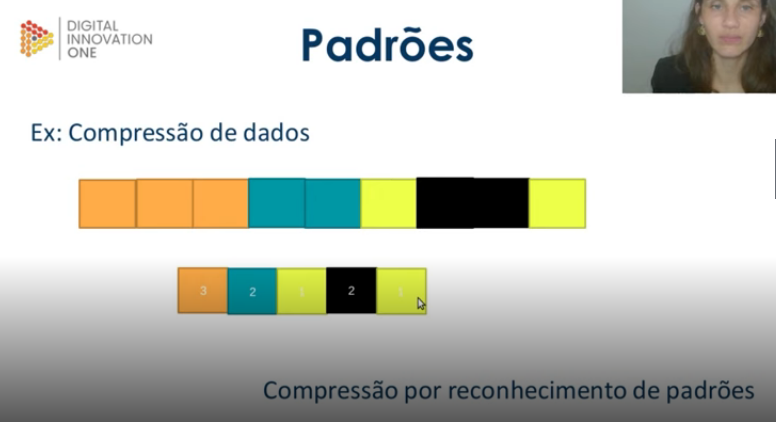 DIGITAL
INNOVATION
ONE
Padrões
Ex: Compressão de dados
3 2 1 2 1
Compressão por reconhecimento de padrões